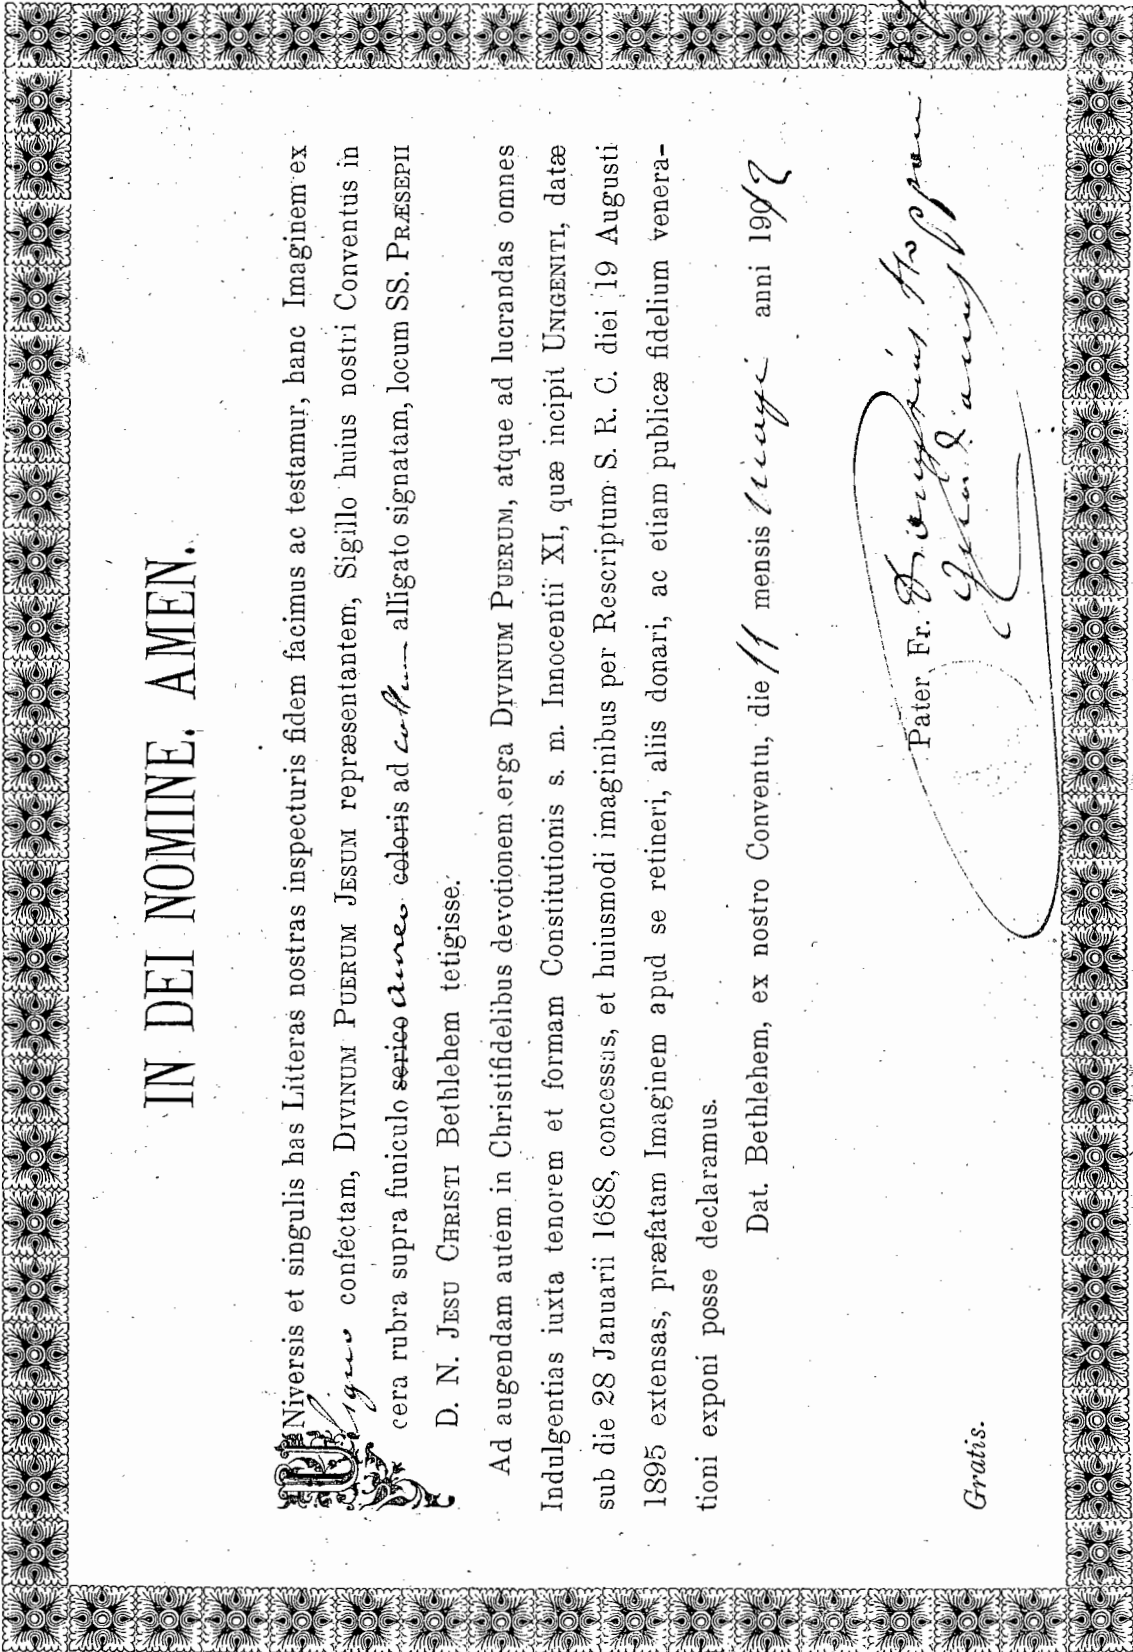 IN DEI NOMINE. AMEN.
UNiversis et singulis has Litteras nostras inspecturis fidem facimus ac testamur, hanc Imaginem ex
ligno confectam, DIVINUM PUERUM JESUM repræsentantem, Sigillo huius nostri Conventus in
cera rubra supra funiculo serico aureo coloris ad collum alligato signatam, locum SS. PRÆSEPII
D. N. JESU CHRISTI Bethlehem tetigisse.
Ad augendam autem in Christifidelibus devotionem erga DIVINUM PUERUM, atque ad lucrandas omnes
Indulgentias iuxta tenorem et formam Constitutionis s. m. Innocentii XI, quæ incipit UNIGENITI, datæ
sub die 28 Januarii 1688, concessas, et huiusmodi imaginibus per Rescriptum S. R. C. diei 19 Augusti
1895 extensas, præfatam Imaginem apud se retineri, aliis donari, ac etiam publicæ fidelium venera-
tioni exponi posse declaramus.
Dat. Bethlehem, ex nostro Conventu, die 11 mensis anni 19
Pater Fr.
Gratis.